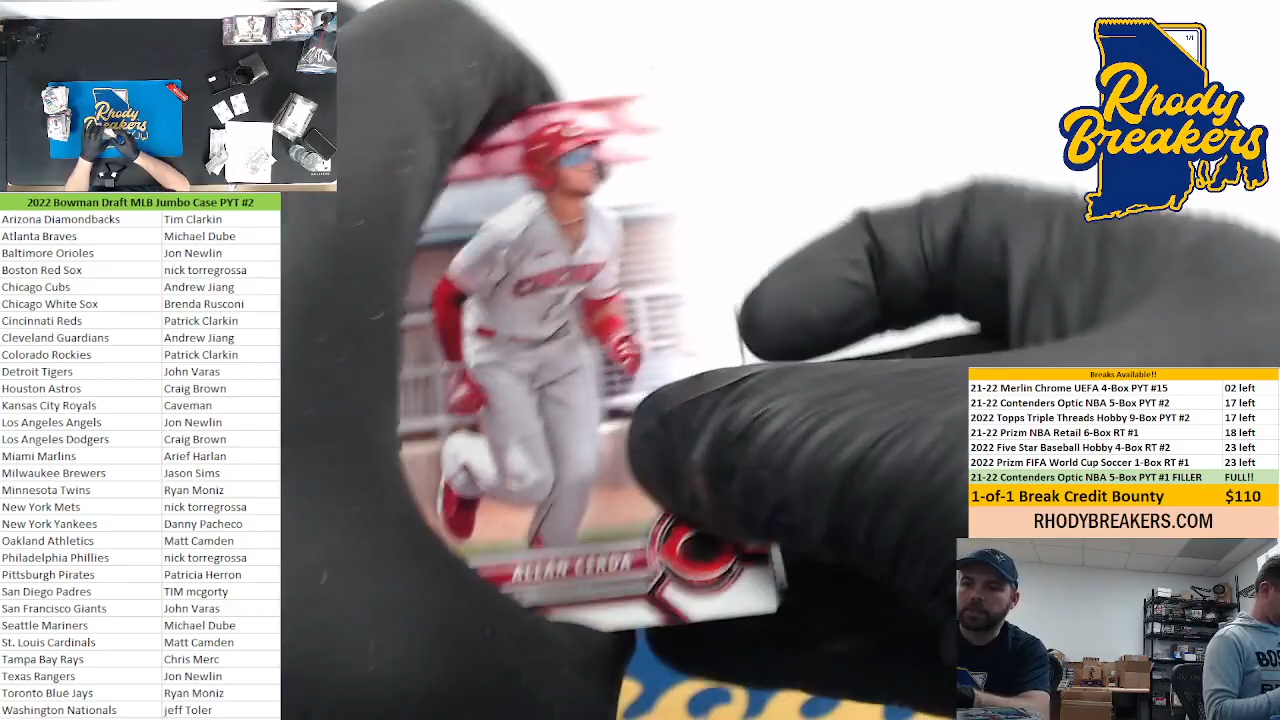 2022 Bowman Draft MLB Jumbo Case PYT #2
Arizona Diamondbacks Tim Clarkin
Atlanta Braves Michael Dube
Baltimore Orioles Jon Newlin
Boston Red Sox nick torregrossa
Chicago Cubs Andrew Jiang
Chicago White Sox Brenda Rusconi
Cincinnati Reds Patrick Clarkin
Cleveland Guardians Andrew Jiang
Colorado Rockies Patrick Clarkin
Detroit Tigers John Varas
Houston Astros Craig Brown
Kansas City Royals Caveman
Los Angeles Angels Jon Newlin
Los Angeles Dodgers Craig Brown
Miami Marlins Arief Harlan
Milwaukee Brewers Jason Sims
Minnesota Twins Ryan Moniz
New York Mets nick torregrossa
New York Yankees Danny Pacheco
Oakland Athletics Matt Camden
Philadelphia Phillies nick torregrossa
Pittsburgh Pirates Patricia Herron
San Diego Padres TIM mcgorty
San Francisco Giants John Varas
Seattle Mariners Michael Dube
St. Louis Cardinals Matt Camden
Tampa Bay Rays Chris Merc
Texas Rangers Jon Newlin
Toronto Blue Jays Ryan Moniz
Washington Nationals jeff Toler
Rhody
Breakers
ALLAN CERDA
1/1
Rhody
Breakers
Breaks Available!!
21-22 Merlin Chrome UEFA 4-Box PYT #15 02 left
21-22 Contenders Optic NBA 5-Box PYT #2 17 left
2022 Topps Triple Threads Hobby 9-Box PYT #2 17 left
21-22 Prizm NBA Retail 6-Box RT #1 18 left
2022 Five Star Baseball Hobby 4-Box RT #2 23 left
2022 Prizm FIFA World Cup Soccer 1-Box RT #1 23 left
21-22 Contenders Optic NBA 5-Box PYT #1 FILLER FULL!!
1-of-1 Break Credit Bounty $110
RHODYBREAKERS.COM